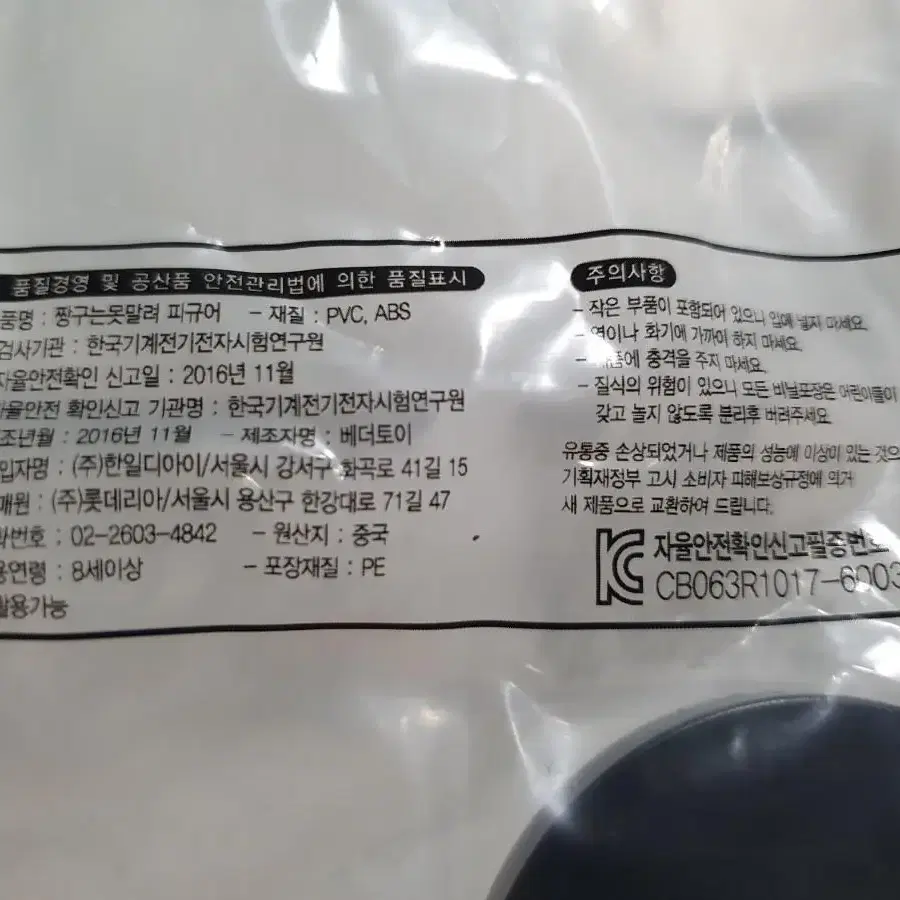 품질경영 및 공산품 안전관리법에 의한 품질표시
품명 : 짱구는못말려 피규어 - 재질 : PVC, ABS
검사기관 : 한국기계전기전자시험연구원
자율안전확인 신고일 : 2016년 11월
자율안전 확인신고 기관명 : 한국기계전기전자시험연구원
조년월 : 2016년 11월 - 제조자명 : 베더토이
입자명 : (주)한일디아이/서울시 강서구 화곡로 41길 15
매원 : (주)롯데리아/서울시 용산구 한강대로 71길 47
화번호 : 02-2603-4842 - 원산지 : 중국
용연령 : 8세이상 - 포장재질 : PE
활용가능
주의사항
- 작은 부품이 포함되어 있으니 입에 넣지 마세요.
- 열이나 화기에 가까이 하지 마세요.
- 충격을 주지 마세요.
- 질식의 위험이 있으니 모든 비닐포장은 어린이들이
갖고 놀지 않도록 분리후 버려주세요.
유통중 손상되었거나 제품의 성능에 이상이 있는 것으
기획재정부 고시 소비자 피해보상규정에 의거
새 제품으로 교환하여 드립니다.
자율안전확인신고필증번호
CB063R1017-6003